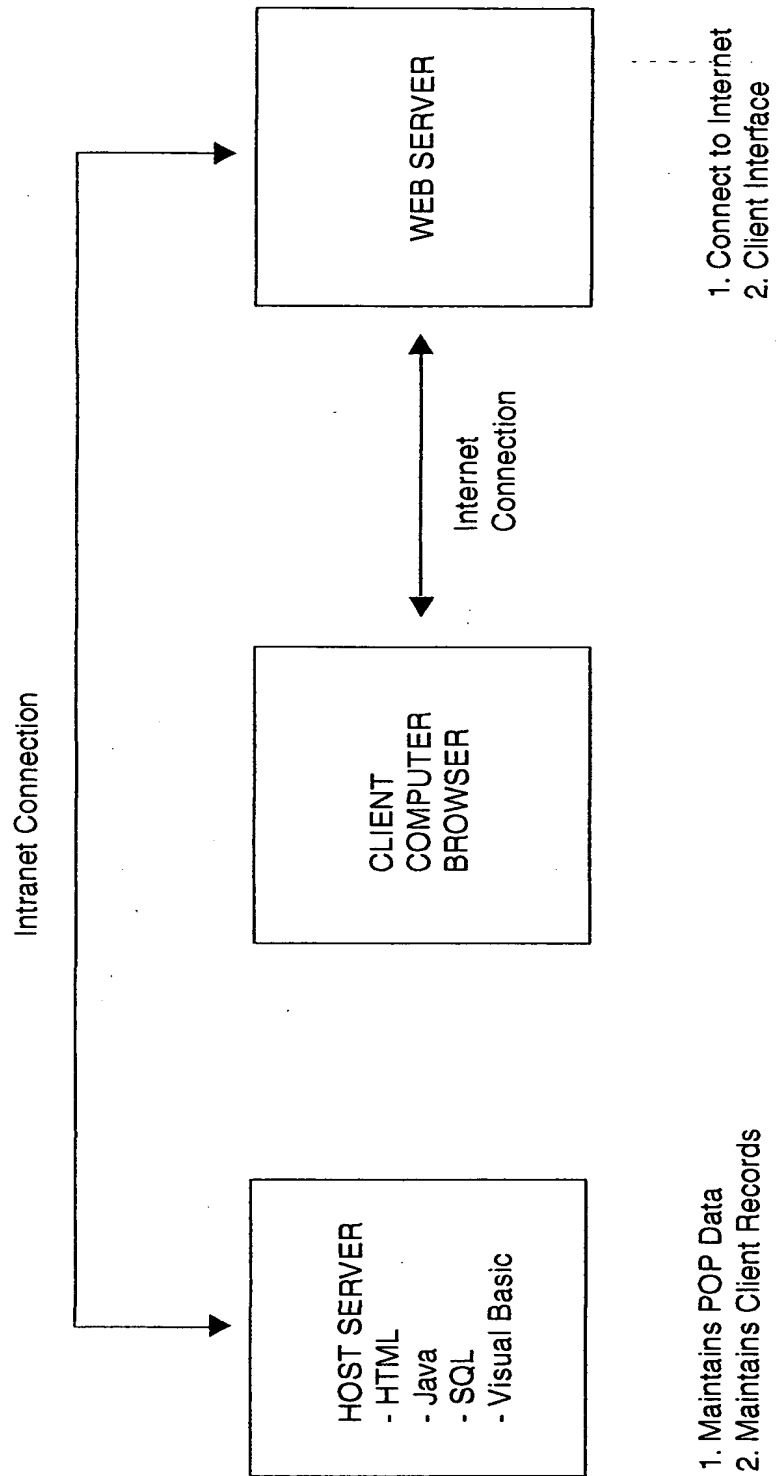 Intranet Connection
HOST SERVER
- HTML
- Java
- SQL
- Visual Basic
CLIENT
COMPUTER
BROWSER
Internet
Connection
WEB SERVER
1. Maintains POP Data
2. Maintains Client Records
1. Connect to Internet
2. Client Interface